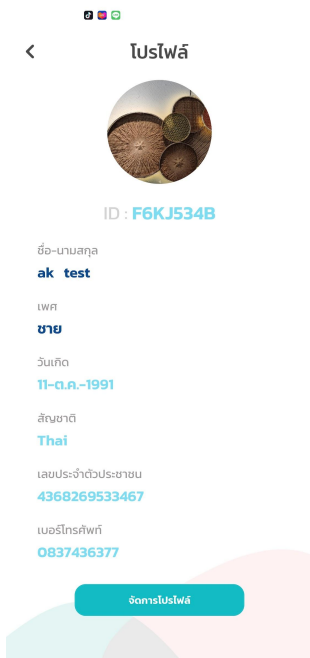 โปรไฟล์
ID : F6KJ534B
ชื่อ-นามสกุล
ak test
เพศ
ชาย
วันเกิด
11-ต.ค.-1991
สัญชาติ
Thai
เลขประจำตัวประชาชน
4368269533467
เบอร์โทรศัพท์
0837436377
จัดการโปรไฟล์